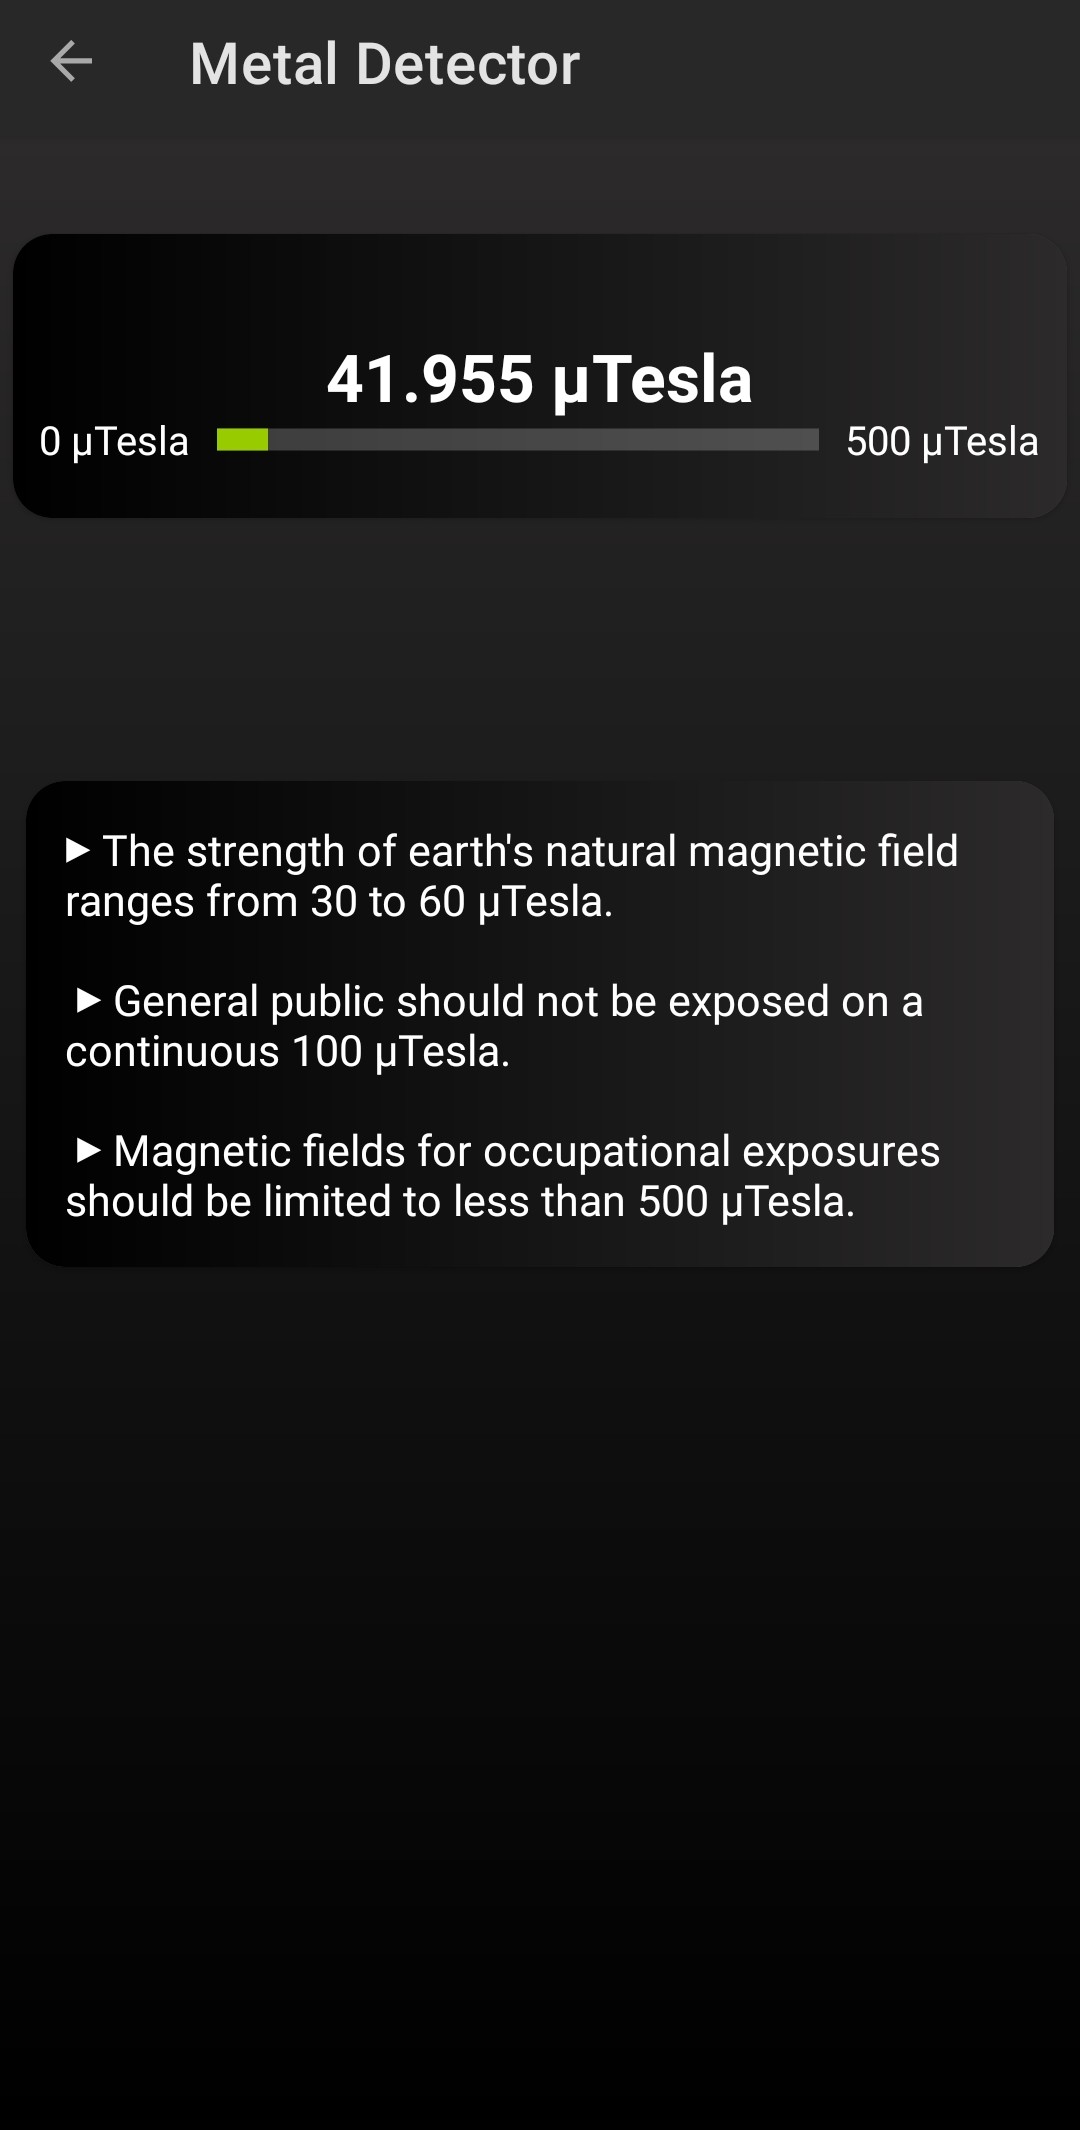 Metal Detector
41.955 µTesla
0 µTesla
500 µTesla
► The strength of earth's natural magnetic field
ranges from 30 to 60 µTesla.
► General public should not be exposed on a
continuous 100 µTesla.
► Magnetic fields for occupational exposures
should be limited to less than 500 µTesla.